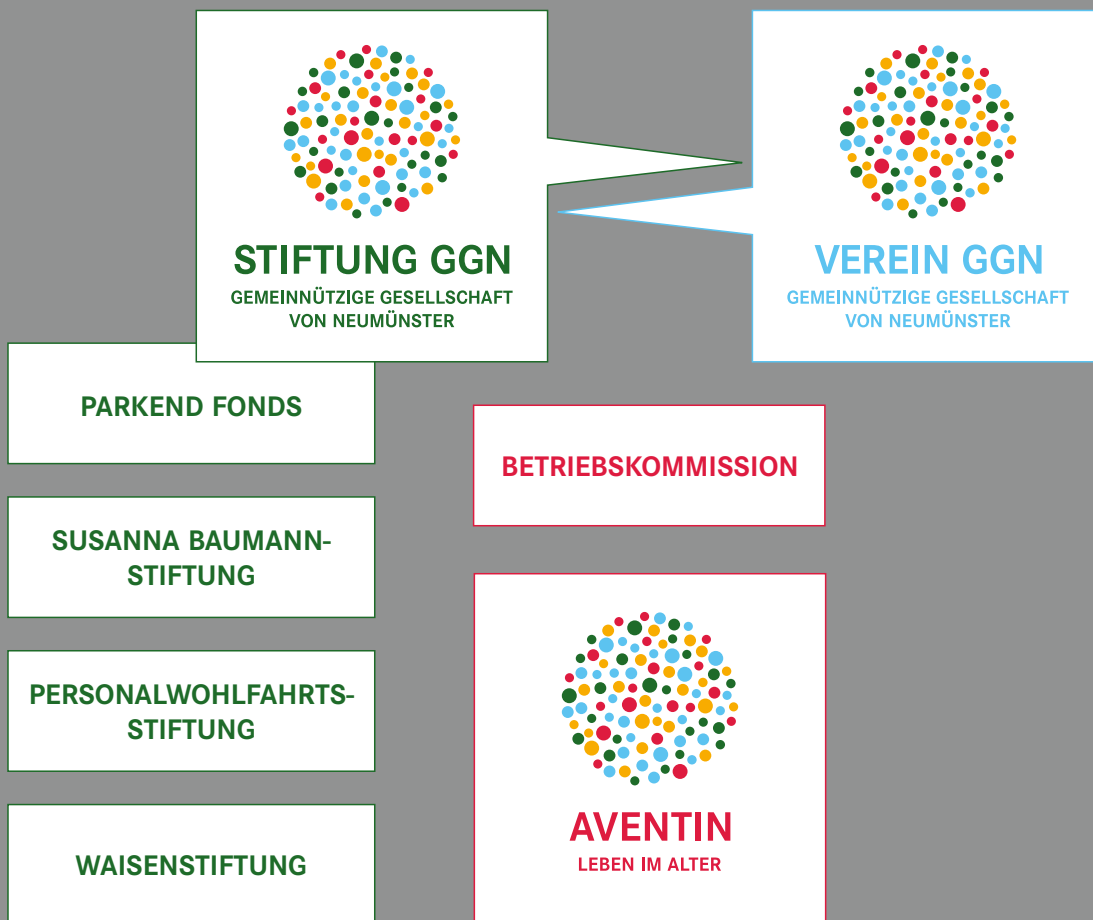 STIFTUNG GGN
GEMEINNÜTZIGE GESELLSCHAFT
VON NEUMÜNSTER
VEREIN GGN
GEMEINNÜTZIGE GESELLSCHAFT
VON NEUMÜNSTER
PARKEND FONDS
SUSANNA BAUMANN-
STIFTUNG
PERSONALWOHLFAHRTS-
STIFTUNG
WAISENSTIFTUNG
BETRIEBSKOMMISSION
AVENTIN
LEBEN IM ALTER